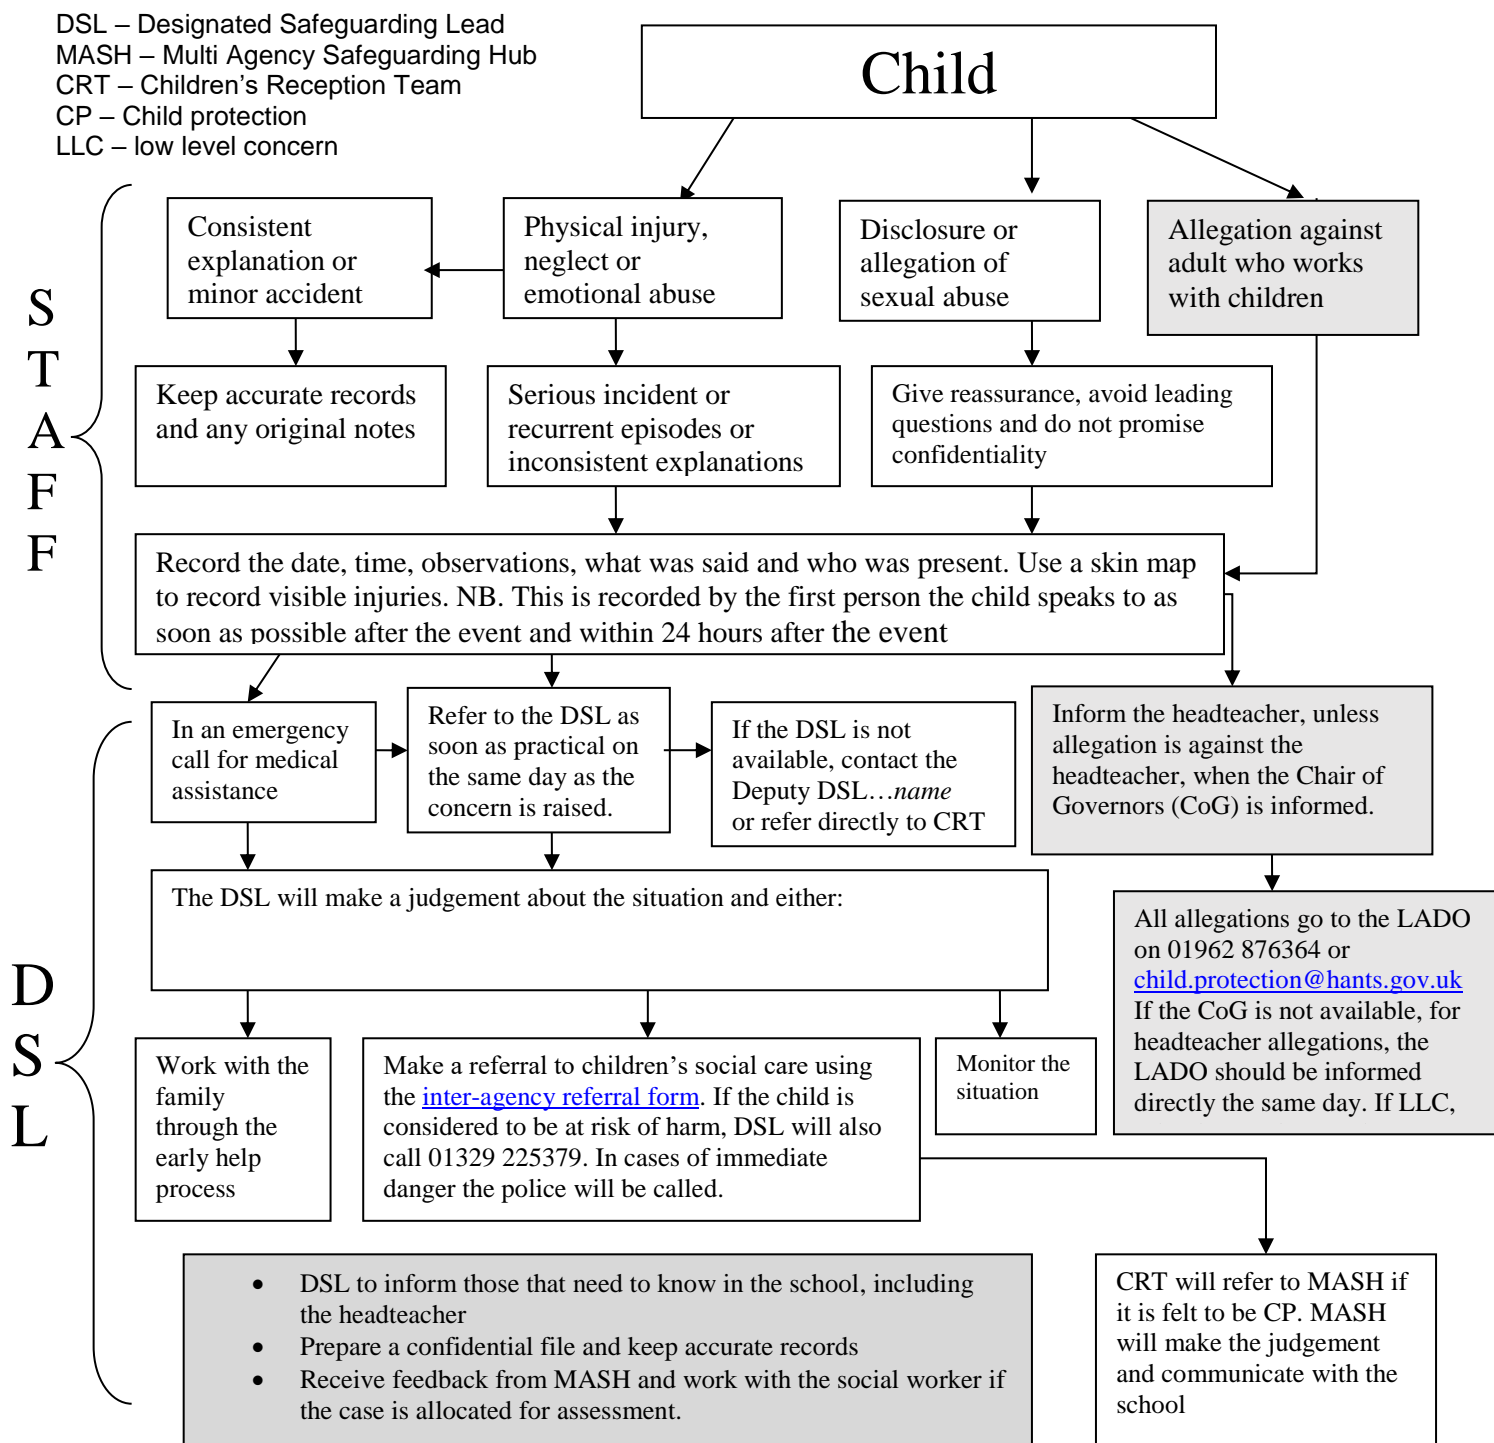 DSL – Designated Safeguarding Lead
MASH – Multi Agency Safeguarding Hub
CRT – Children's Reception Team
CP – Child protection
LLC – low level concern
Child
S
T
A
F
F
Consistent
explanation or
minor accident
Physical injury,
neglect or
emotional abuse
Disclosure or
allegation of
sexual abuse
Allegation against
adult who works
with children
Keep accurate records
and any original notes
Serious incident or
recurrent episodes or
inconsistent explanations
Give reassurance, avoid leading
questions and do not promise
confidentiality
Record the date, time, observations, what was said and who was present. Use a skin map
to record visible injuries. NB. This is recorded by the first person the child speaks to as
soon as possible after the event and within 24 hours after the event
D
S
L
In an emergency
call for medical
assistance
Refer to the DSL as
soon as practical on
the same day as the
concern is raised.
If the DSL is not
available, contact the
Deputy DSL…name
or refer directly to CRT
Inform the headteacher, unless
allegation is against the
headteacher, when the Chair of
Governors (CoG) is informed.
The DSL will make a judgement about the situation and either:
All allegations go to the LADO
on 01962 876364 or
child.protection@hants.gov.uk
If the CoG is not available, for
headteacher allegations, the
LADO should be informed
directly the same day. If LLC,
Work with the
family
through the
early help
process
Make a referral to children's social care using
the inter-agency referral form. If the child is
considered to be at risk of harm, DSL will also
call 01329 225379. In cases of immediate
danger the police will be called.
Monitor the
situation
• DSL to inform those that need to know in the school, including
the headteacher
• Prepare a confidential file and keep accurate records
• Receive feedback from MASH and work with the social worker if
the case is allocated for assessment.
CRT will refer to MASH if
it is felt to be CP. MASH
will make the judgement
and communicate with the
school